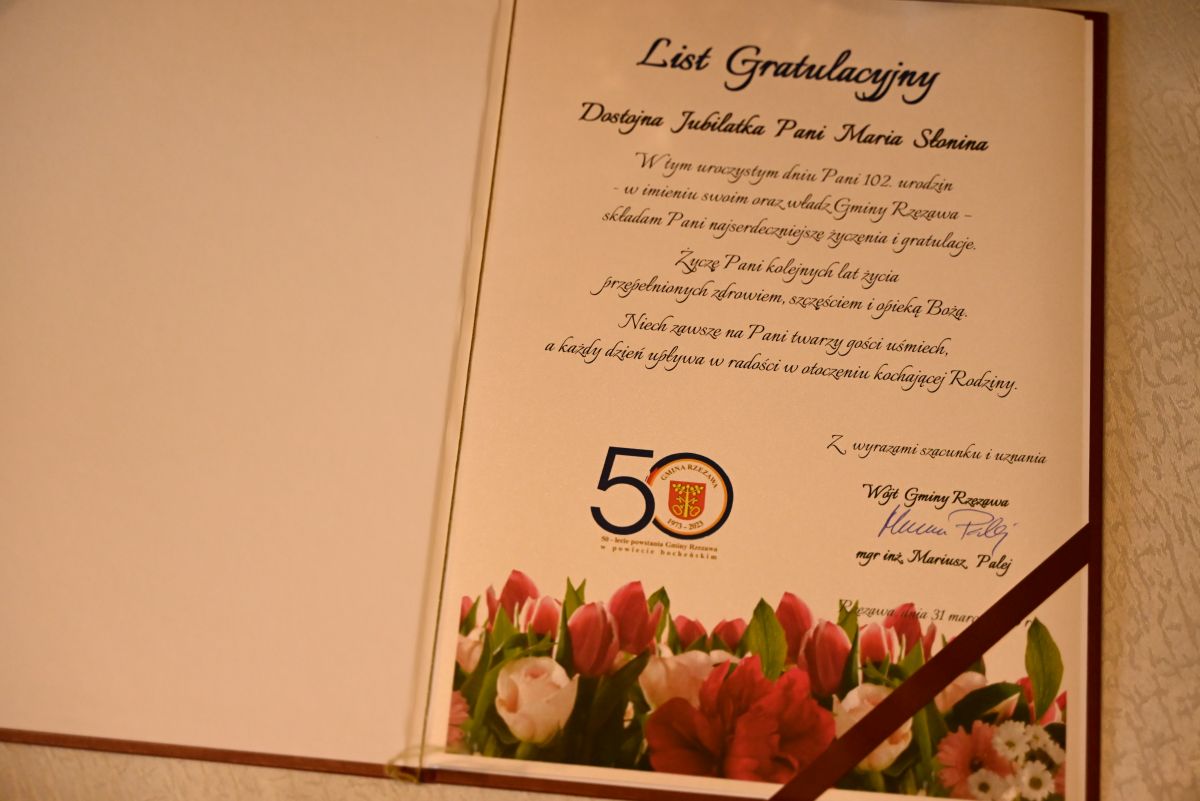 List Gratulacyjny
Dostojna Jubilatka Pani Maria Słonina
W tym uroczystym dniu Pani 102. urodzin
- w imieniu swoim oraz władz Gminy Rzezawa –
składam Pani najserdeczniejsze życzenia i gratulacje.
Życzę Pani kolejnych lat życia
przepełnionych zdrowiem, szczęściem i opieką Bożą.
Niech zawsze na Pani twarzy gości uśmiech,
a każdy dzień upływa w radości w otoczeniu kochającej Rodziny.
Z wyrazami szacunku i uznania
Wójt Gminy Rzezawa
mgr inż. Mariusz Palej
50
GMINA RZEZAWA
1973 - 2023
50 - lecie powstania Gminy Rzezawa
w powiecie bocheńskim
Rzezawa, dnia 31